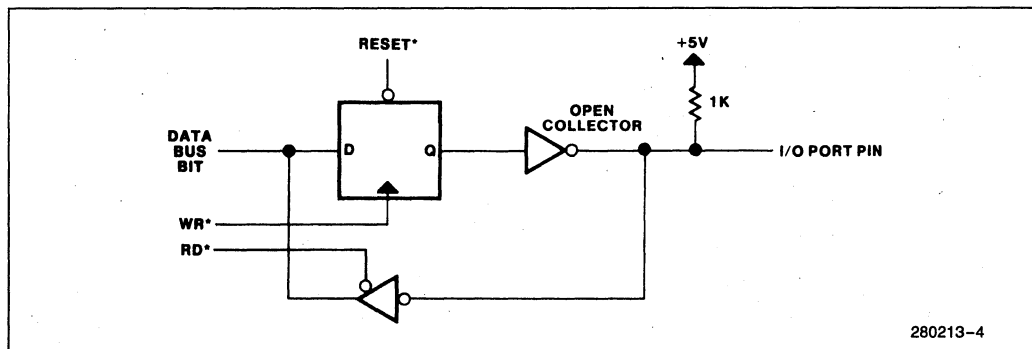 RESET*
+5V
1K
OPEN
COLLECTOR
DATA
BUS
BIT
D
Q
I/O PORT PIN
WR*
RD*
280213-4